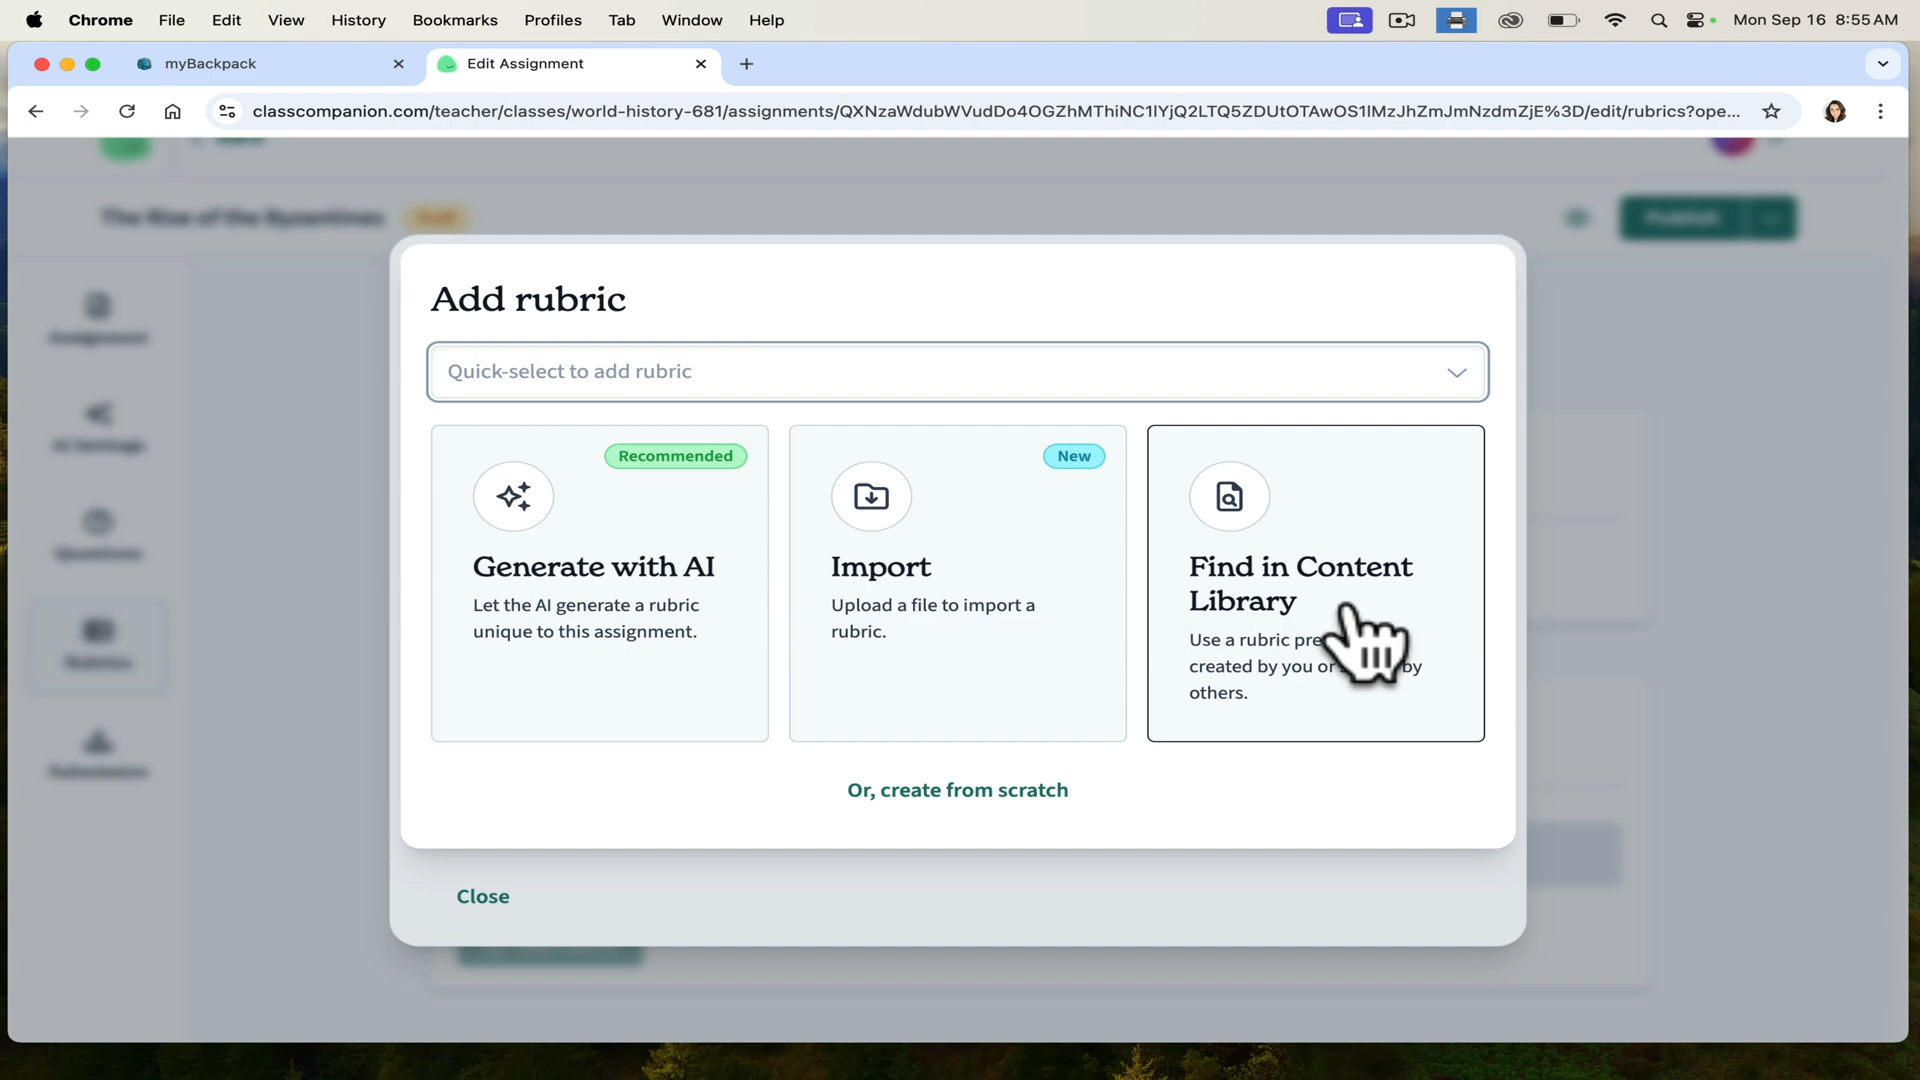 Chrome File Edit View History Bookmarks Profiles Tab Window Help Mon Sep 16 8:55 AM
myBackpack Edit Assignment
classcompanion.com/teacher/classes/world-history-681/assignments/QXNzaWdubWVudDo4OGZhMThiNC1lYjQ2LTQ5ZDUtOTAwOS1lMzJhZmJmNzdmZjE%3D/edit/rubrics?ope...
The Rise of the Byzantines Draft Publish
Assignment
AI Settings
Questions
Rubrics
Submission
Add rubric
Quick-select to add rubric
Recommended
Generate with AI
Let the AI generate a rubric
unique to this assignment.
New
Import
Upload a file to import a
rubric.
Find in Content
Library
Use a rubric pre
created by you or by
others.
Or, create from scratch
Close